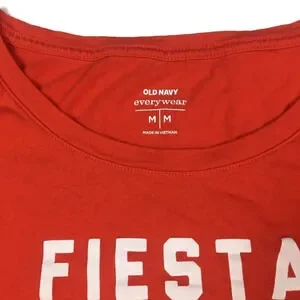 OLD NAVY
everywear
M | M
MADE IN VIETNAM
FIESTA